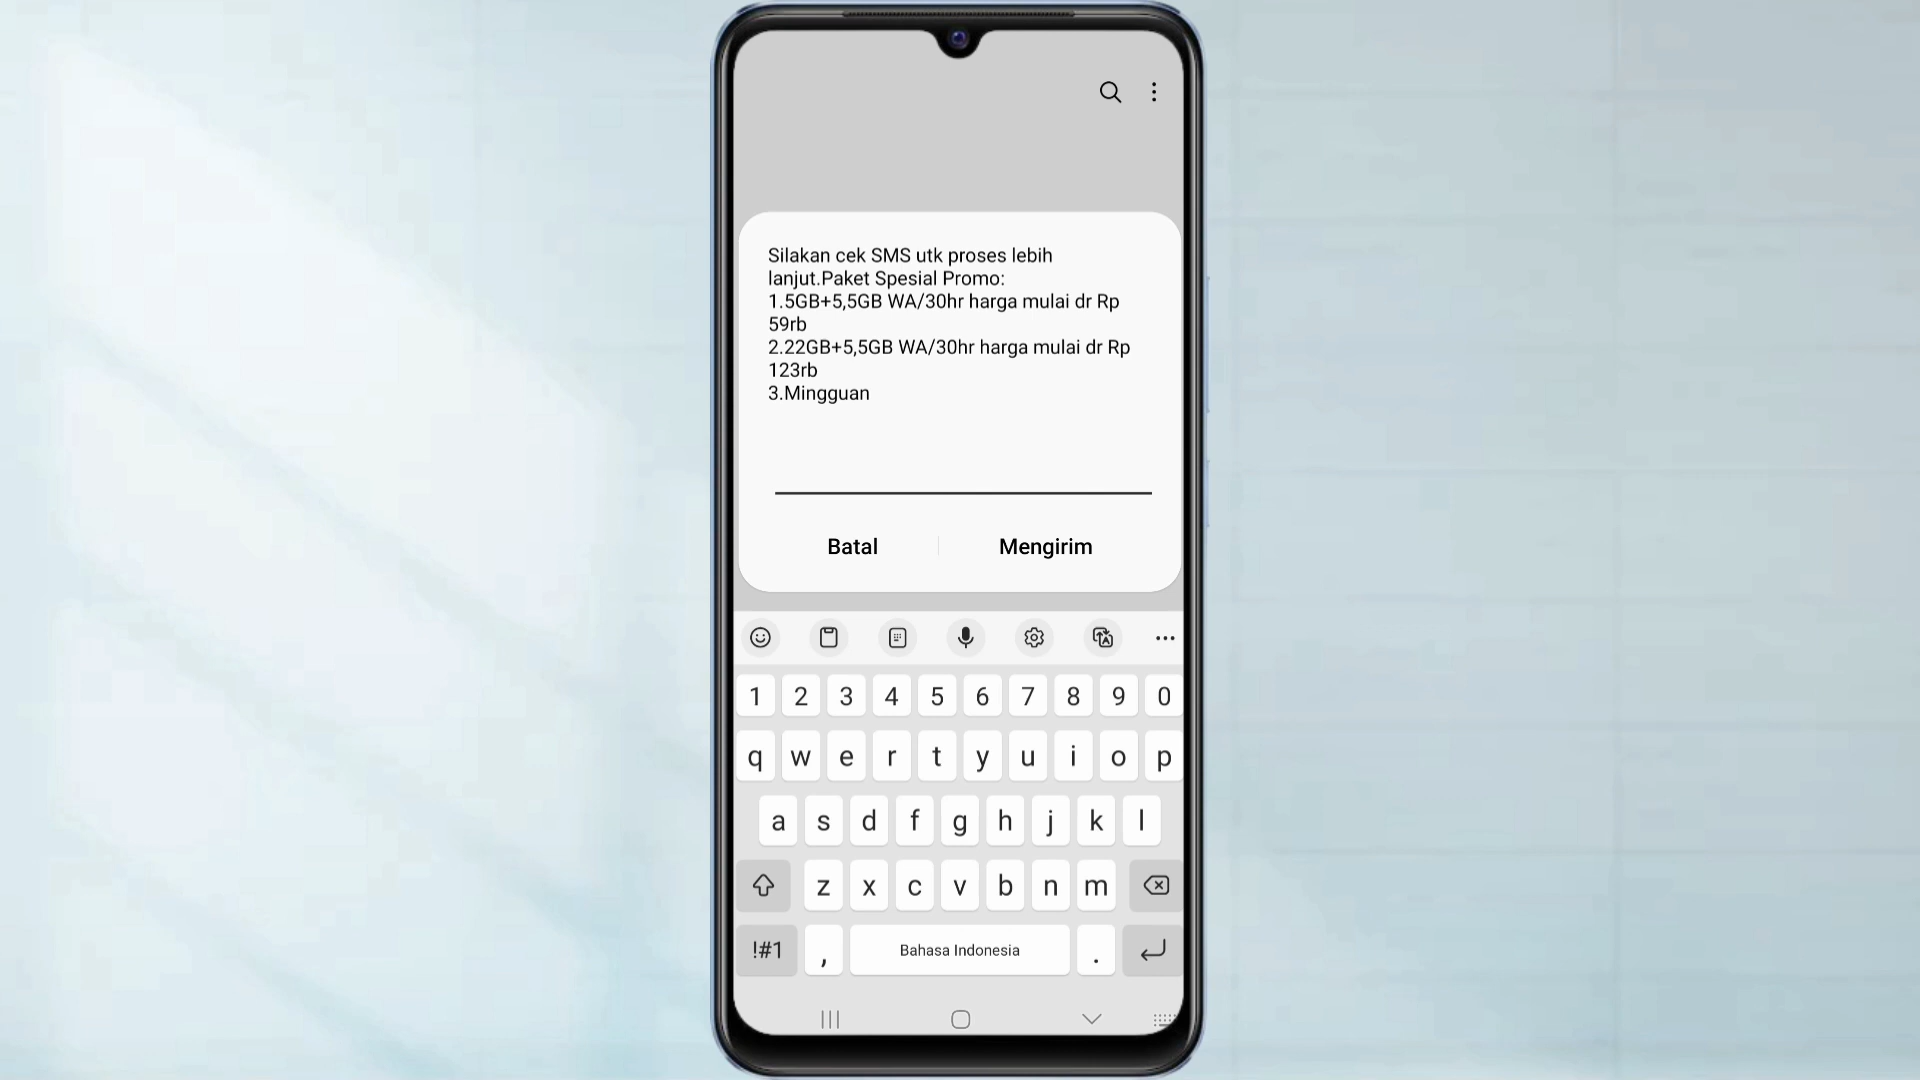 Silakan cek SMS utk proses lebih
lanjut.Paket Spesial Promo:
1.5GB+5,5GB WA/30hr harga mulai dr Rp
59rb
2.22GB+5,5GB WA/30hr harga mulai dr Rp
123rb
3.Mingguan
Batal Mengirim
1 2 3 4 5 6 7 8 9 0
q w e r t y u i o p
a s d f g h j k l
z x c v b n m
!#1 , Bahasa Indonesia .